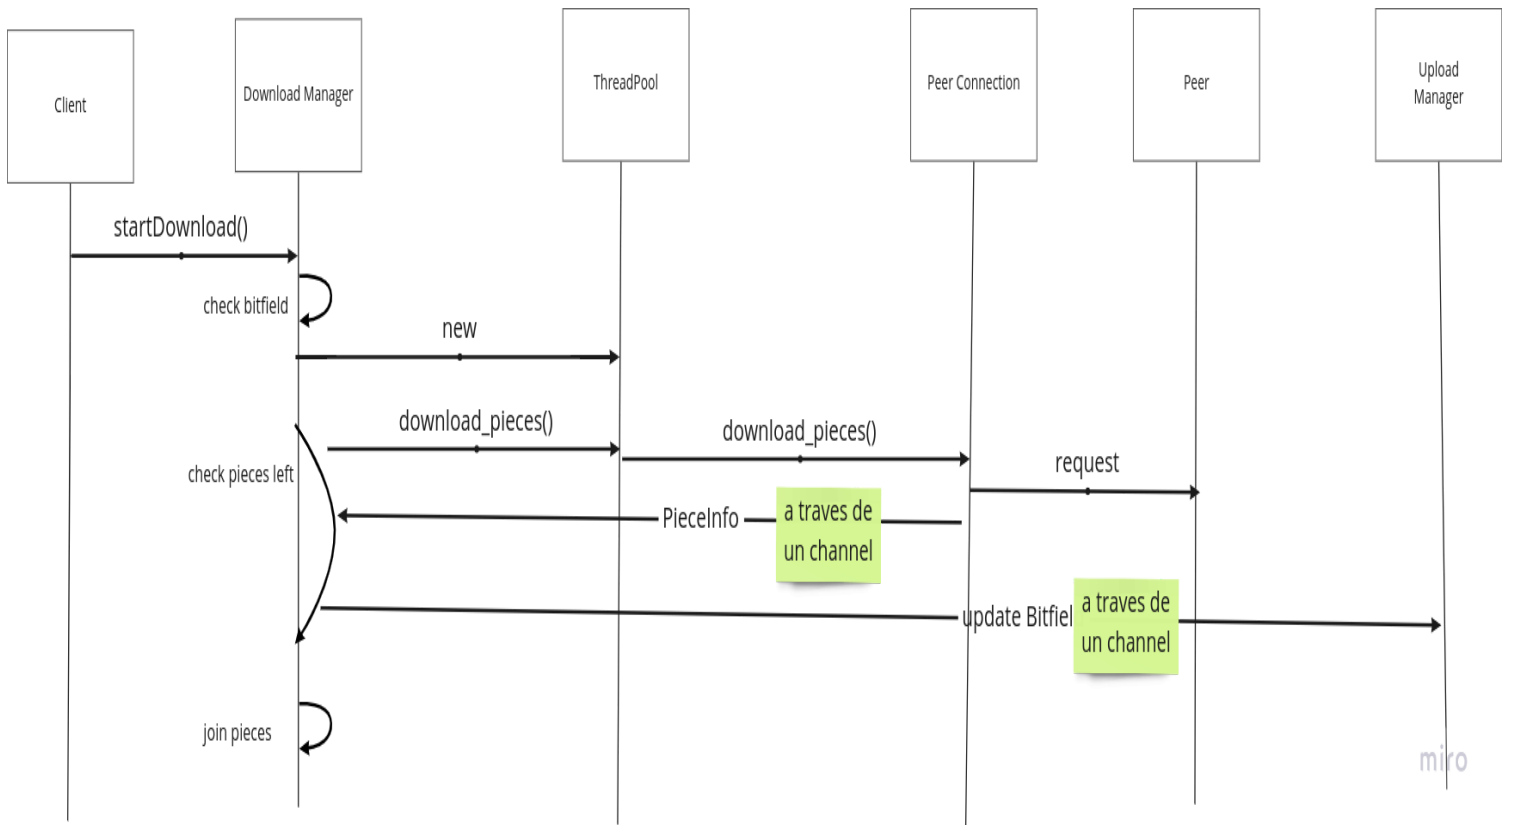 Client
Download Manager
ThreadPool
Peer Connection
Peer
Upload
Manager
startDownload()
check bitfield
new
download_pieces()
download_pieces()
check pieces left
request
PieceInfo
a traves de
un channel
update Bitfiel
a traves de
un channel
join pieces
miro